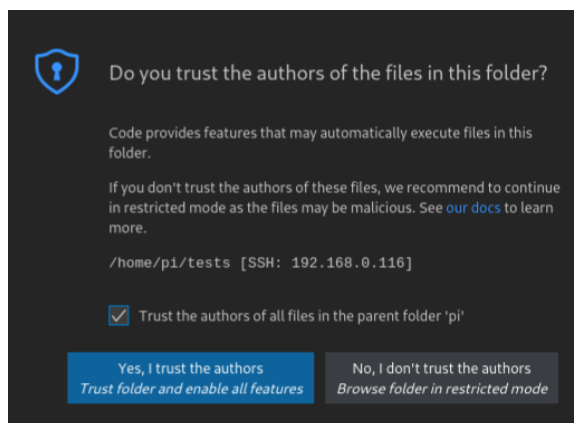 Do you trust the authors of the files in this folder?
Code provides features that may automatically execute files in this
folder.
If you don't trust the authors of these files, we recommend to continue
in restricted mode as the files may be malicious. See our docs to learn
more.
/home/pi/tests [SSH: 192.168.0.116]
Trust the authors of all files in the parent folder 'pi'
Yes, I trust the authors
Trust folder and enable all features
No, I don't trust the authors
Browse folder in restricted mode